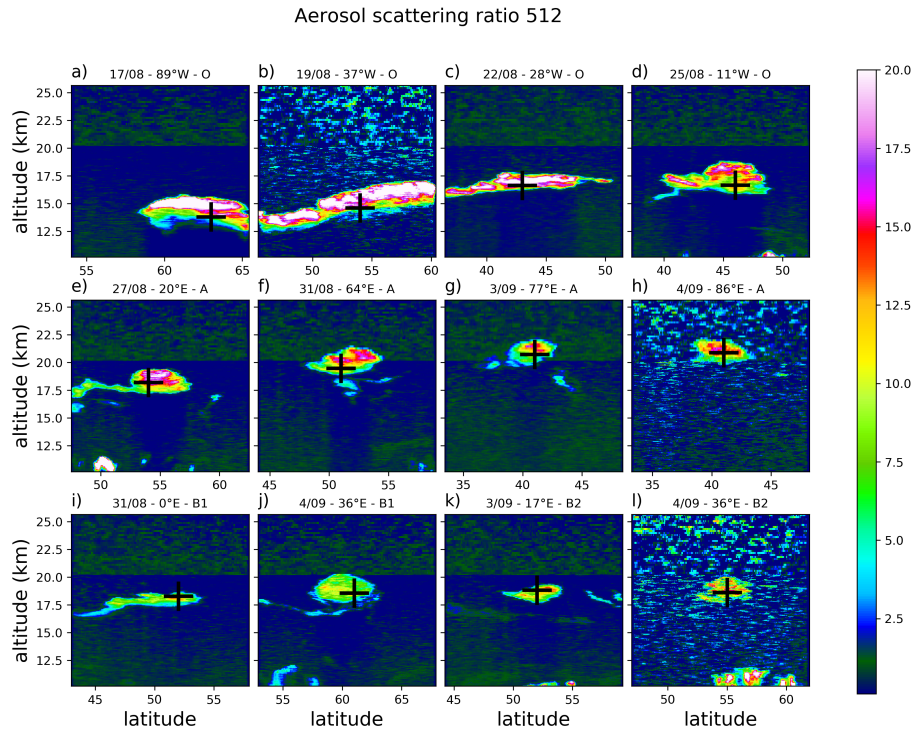 Aerosol scattering ratio 512
a) 17/08 - 89°W - O
b) 19/08 - 37°W - O
c) 22/08 - 28°W - O
d) 25/08 - 11°W - O
altitude (km)
25.0
22.5
20.0
17.5
15.0
12.5
55 60 65
50 55 60
40 45 50
40 45 50
e) 27/08 - 20°E - A
f) 31/08 - 64°E - A
g) 3/09 - 77°E - A
h) 4/09 - 86°E - A
altitude (km)
25.0
22.5
20.0
17.5
15.0
12.5
50 55 60
45 50 55
35 40 45
35 40 45
i) 31/08 - 0°E - B1
j) 4/09 - 36°E - B1
k) 3/09 - 17°E - B2
l) 4/09 - 36°E - B2
altitude (km)
25.0
22.5
20.0
17.5
15.0
12.5
45 50 55
55 60 65
45 50 55
50 55 60
latitude latitude latitude latitude
20.0
17.5
15.0
12.5
10.0
7.5
5.0
2.5